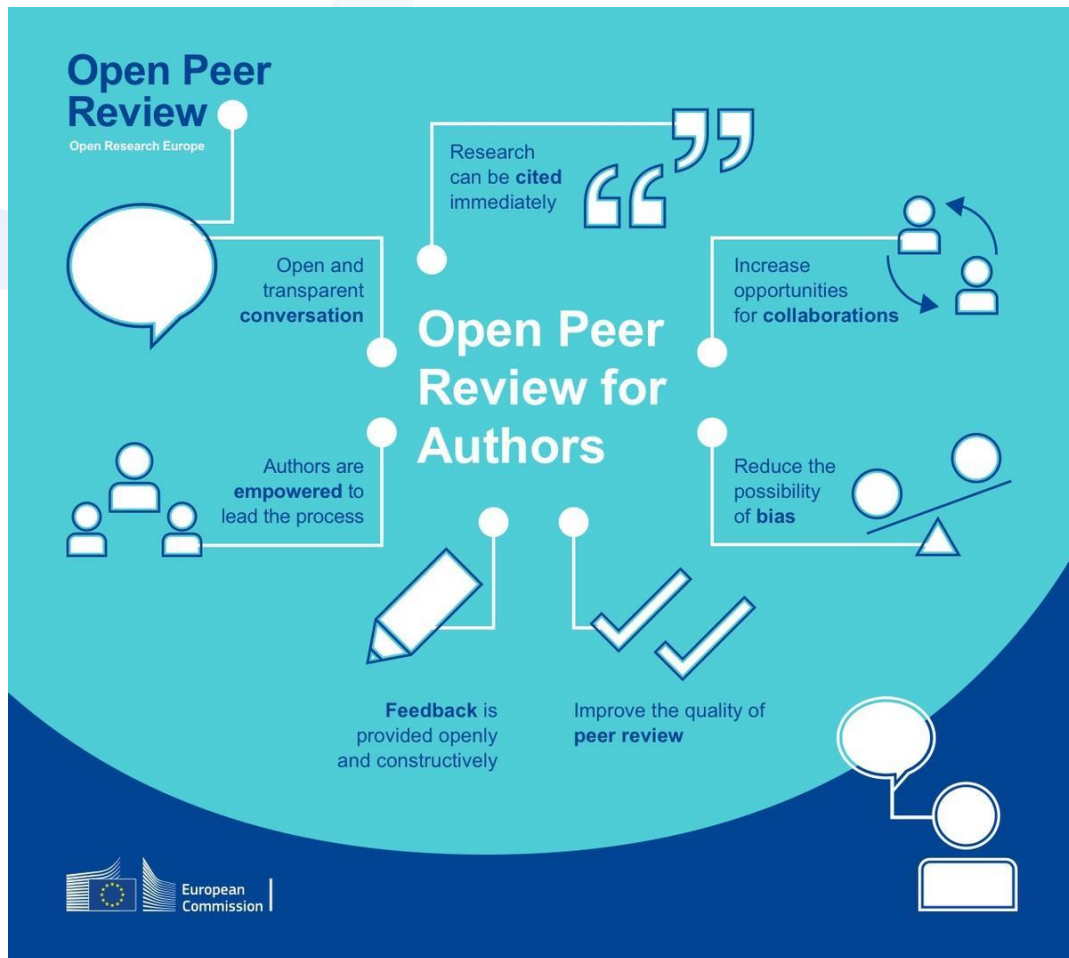 Open Peer
Review
Open Research Europe
Research
can be cited
immediately
Open and
transparent
conversation
Increase
opportunities
for collaborations
Open Peer
Review for
Authors
Authors are
empowered to
lead the process
Reduce the
possibility
of bias
Feedback is
provided openly
and constructively
Improve the quality of
peer review
European
Commission